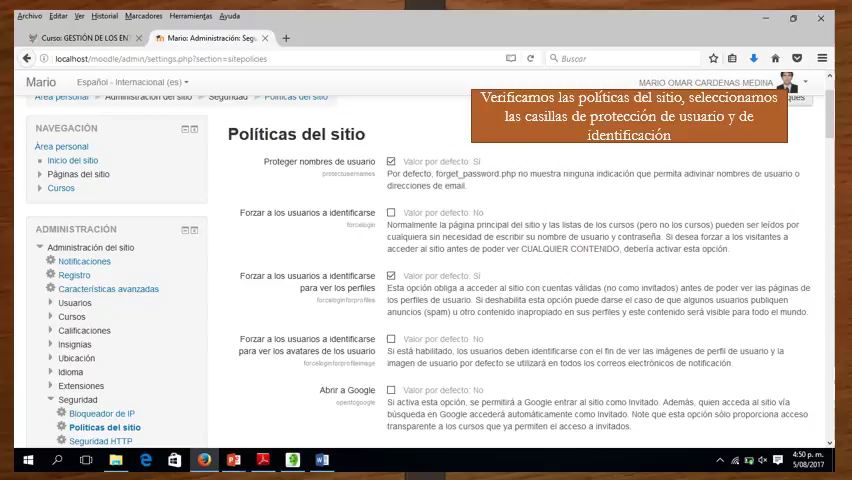 Archivo Editar Ver Historial Marcadores Herramientas Ayuda
Curso: GESTIÓN DE LOS EN
Mario: Administración: Segu
localhost/moodle/admin/settings.php?section=sitepolicies
Buscar
Mario
Español - Internacional (es)
MARIO OMAR CARDENAS MEDINA
Área personal
Administración del sitio
Seguridad
Políticas del sitio
Verificamos las políticas del sitio, seleccionamos
las casillas de protección de usuario y de
identificación
NAVEGACIÓN
Área personal
Inicio del sitio
Páginas del sitio
Cursos
ADMINISTRACIÓN
Administración del sitio
Notificaciones
Registro
Características avanzadas
Usuarios
Cursos
Calificaciones
Insignias
Ubicación
Idioma
Extensiones
Seguridad
Bloqueador de IP
Políticas del sitio
Seguridad HTTP
Políticas del sitio
Proteger nombres de usuario
protectusernames
Valor por defecto: Sí
Por defecto, forget_password.php no muestra ninguna indicación que permita adivinar nombres de usuario o
direcciones de email.
Forzar a los usuarios a identificarse
forcelogin
Valor por defecto: No
Normalmente la página principal del sitio y las listas de los cursos (pero no los cursos) pueden ser leídos por
cualquiera sin necesidad de escribir su nombre de usuario y contraseña. Si desea forzar a los visitantes a
acceder al sitio antes de poder ver CUALQUIER CONTENIDO, debería activar esta opción.
Forzar a los usuarios a identificarse
para ver los perfiles
forceloginforprofiles
Valor por defecto: Sí
Esta opción obliga a acceder al sitio con cuentas válidas (no como invitados) antes de poder ver las páginas de
los perfiles de usuario. Si deshabilita esta opción puede darse el caso de que algunos usuarios publiquen
anuncios (spam) u otro contenido inapropiado en sus perfiles y este contenido será visible para todo el mundo.
Forzar a los usuarios a identificarse
para ver los avatares de los usuario
forceloginforprofileimage
Valor por defecto: No
Si está habilitado, los usuarios deben identificarse con el fin de ver las imágenes de perfil de usuario y la
imagen de usuario por defecto se utilizará en todos los correos electrónicos de notificación.
Abrir a Google
opentogoogle
Valor por defecto: No
Si activa esta opción, se permitirá a Google entrar al sitio como Invitado. Además, quien acceda al sitio vía
búsqueda en Google accederá automáticamente como Invitado. Note que esta opción sólo proporciona acceso
transparente a los cursos que ya permiten el acceso a invitados.
4:50 p. m.
5/08/2017